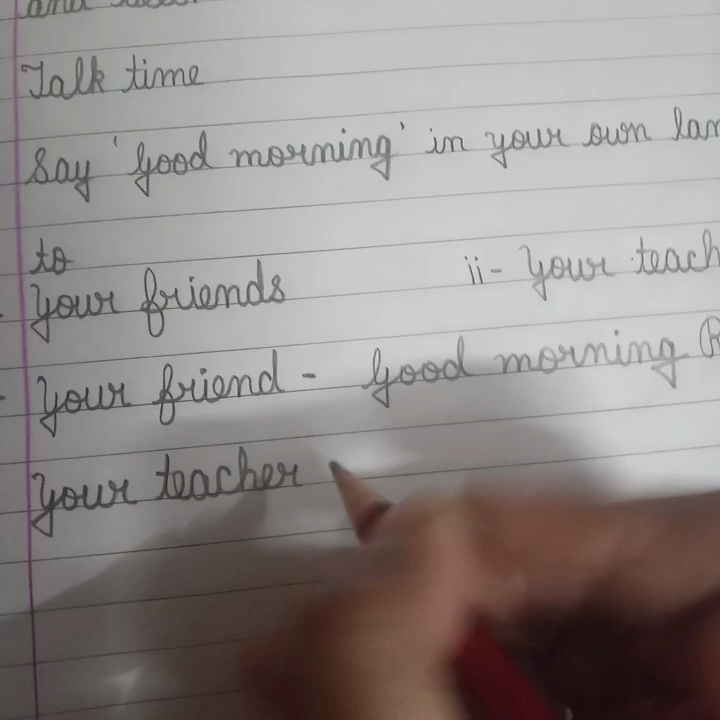 and
Talk time
Say 'Good morning' in your own
to
Your friends ii- Your
Your friend - Good morning
Your teacher